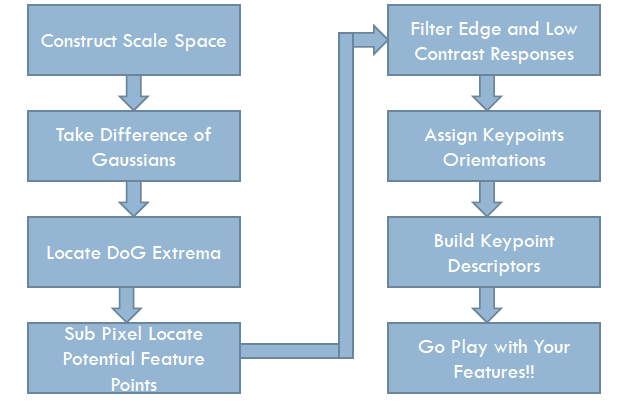 Construct Scale Space
Take Difference of
Gaussians
Locate DoG Extrema
Sub Pixel Locate
Potential Feature
Points
Filter Edge and Low
Contrast Responses
Assign Keypoints
Orientations
Build Keypoint
Descriptors
Go Play with Your
Features!!